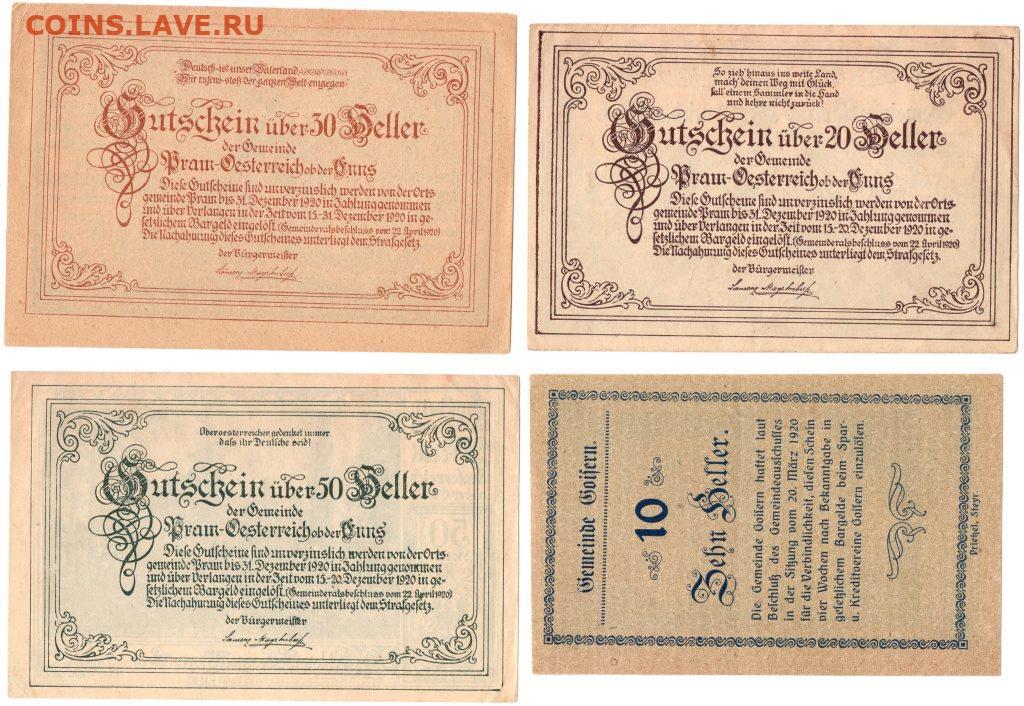 COINS.LAVE.RU
Deutsch ist unser Vaterland
Wir rufens stolz der ganzen Welt entgegen!
Gutschein über 30 Heller
der Gemeinde
Pram-Oesterreich ob der Enns
Diese Gutscheine sind unverzinslich werden von der Orts
gemeinde Pram bis 31. Dezember 1920 in Zahlung genommen
und über Verlangen in der Zeit vom 15.-31. Dezember 1920 in ge-
setzlichem Bargeld eingelöst. (Gemeinderatsbeschluss vom 22 April 1920)
Die Nachahmung dieses Gutscheines unterliegt dem Strafgesetz.
der Bürgermeister
So zieh' hinaus ins weite Land,
mach' deinen Weg mit Glück,
fall' einem Sammler in die Hand
und kehre nicht zurück!
Gutschein über 20 Heller
der Gemeinde
Pram-Oesterreich ob der Enns
Diese Gutscheine sind unverzinslich werden von der Orts-
gemeinde Pram bis 31. Dezember 1920 in Zahlung genommen
und über Verlangen in der Zeit vom 15.-20. Dezember 1920 in ge-
setzlichem Bargeld eingelöst. (Gemeinderalsbeschluss vom 22 April 1920)
Die Nachahmung dieses Gutscheines unterliegt dem Strafgesetz.
der Bürgermeister
Oberoesterreicher gedenket immer
dass ihr Deutsche seid!
Gutschein über 50 Heller
der Gemeinde
Pram-Oesterreich ob der Enns
Diese Gutscheine sind unverzinslich werden von der Orts-
gemeinde Pram bis 31. Dezember 1920 in Zahlung genommen
und über Verlangen in der Zeit vom 15.-20. Dezember 1920 in ge-
setzlichem Bargeld eingelöst. (Gemeinderalsbeschluss vom 22 April 1920)
Die Nachahmung dieses Gutscheines unterliegt dem Strafgesetz.
der Bürgermeister
Gemeinde Goisern.
10
Zehn Heller.
Die Gemeinde Goisern haftet laut
Beschluß des Gemeindeausschusses
in der Sitzung vom 20. März 1920
für die Verbindlichkeit, diesen Schein
vier Wochen nach Bekanntgabe in
gesetzlichem Bargelde beim Spar-
u. Kreditvereine Goisern einzulösen.
Prietzel, Steyr.